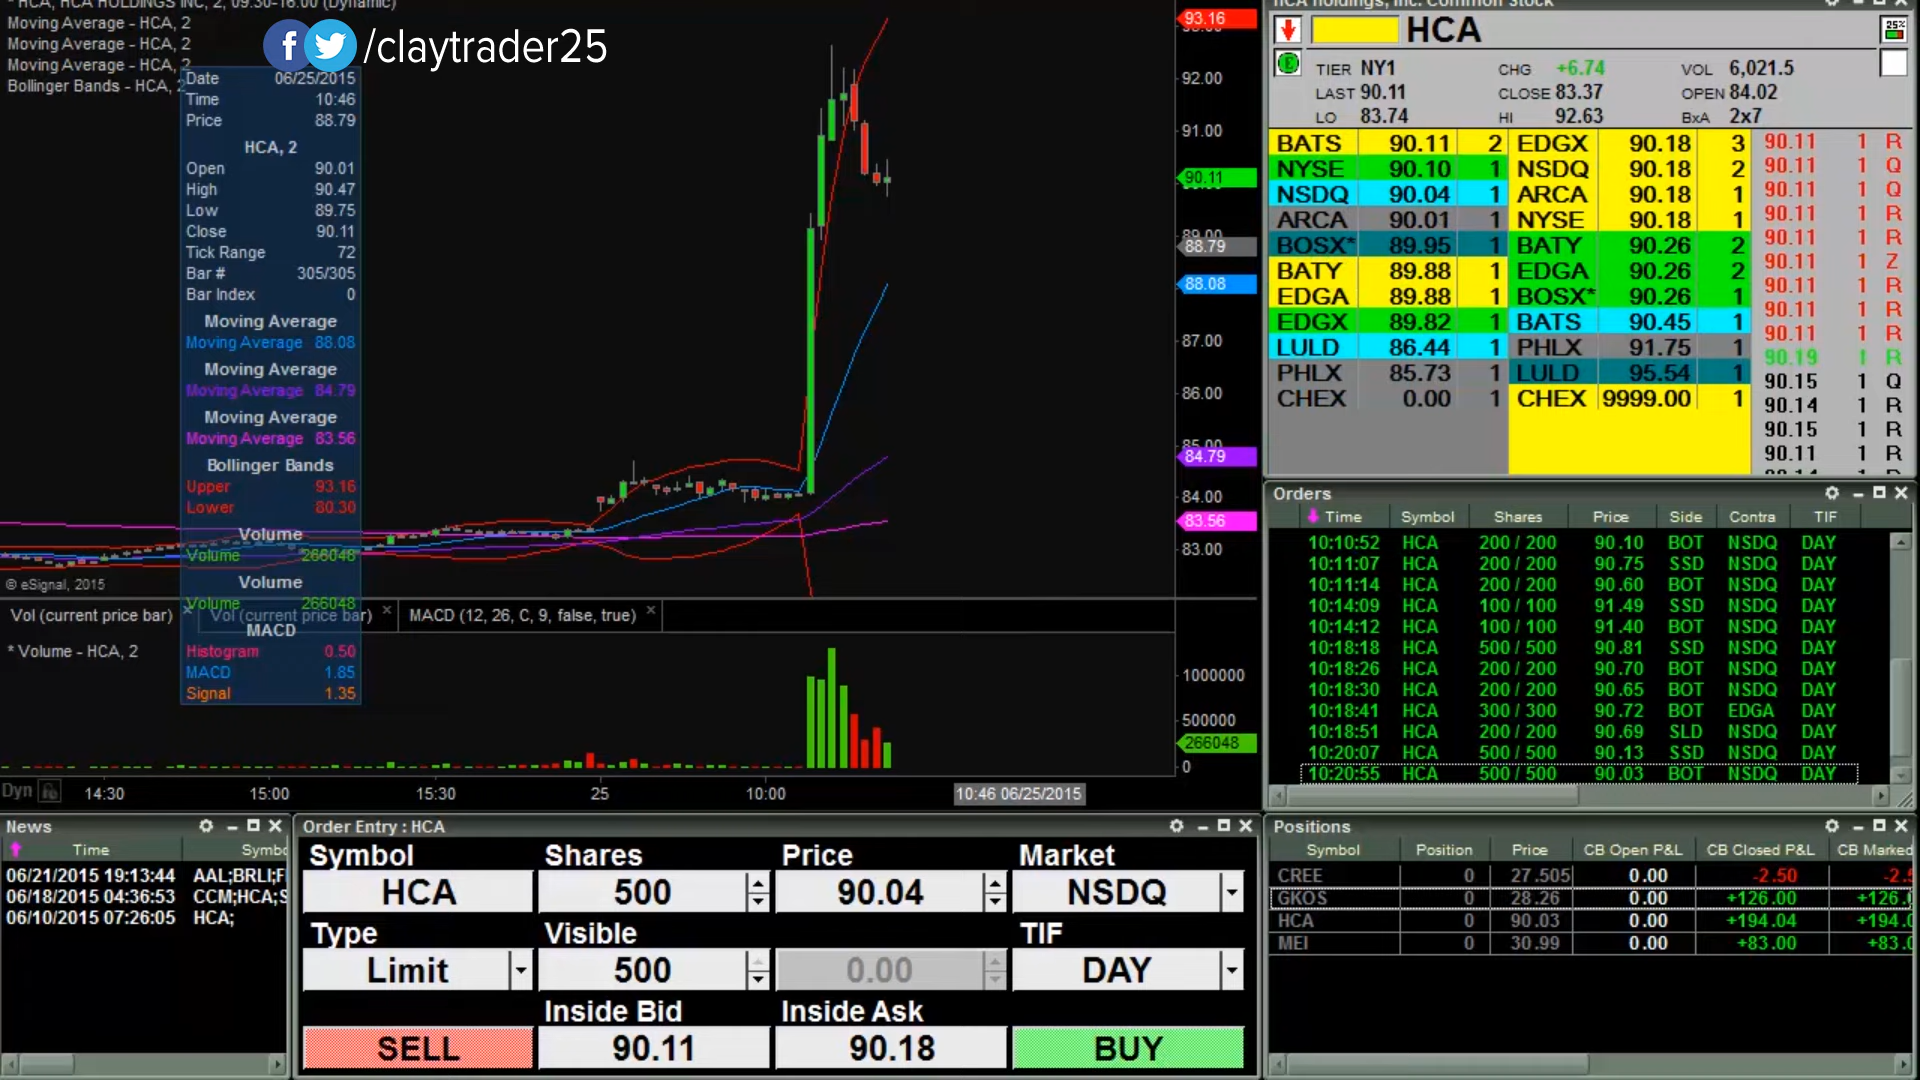 * HCA, HCA HOLDINGS INC, 2, 09:30-16:00 (Dynamic)
Moving Average - HCA, 2
Moving Average - HCA, 2
Moving Average - HCA, 2
Bollinger Bands - HCA, 2
f /claytrader25
Date 06/25/2015
Time 10:46
Price 88.79
HCA, 2
Open 90.01
High 90.47
Low 89.75
Close 90.11
Tick Range 72
Bar # 305/305
Bar Index 0
Moving Average
Moving Average 88.08
Moving Average
Moving Average 84.79
Moving Average
Moving Average 83.56
Bollinger Bands
Upper 93.16
Lower 80.30
Volume
Volume 266048
Volume
Volume 266048
MACD
Histogram 0.50
MACD 1.85
Signal 1.35
93.16
92.00
91.00
90.11
89.00
88.79
88.08
87.00
86.00
85.00
84.79
84.00
83.56
83.00
© eSignal, 2015
Vol (current price bar) Vol (current price bar) MACD (12, 26, C, 9, false, true)
* Volume - HCA, 2
1000000
500000
266048
0
Dyn 14:30 15:00 15:30 25 10:00 10:46 06/25/2015
HCA Holdings, Inc. Common Stock
HCA
25%
TIER NY1 CHG +6.74 VOL 6,021.5
LAST 90.11 CLOSE 83.37 OPEN 84.02
LO 83.74 HI 92.63 BxA 2x7
BATS 90.11 2 EDGX 90.18 3
NYSE 90.10 1 NSDQ 90.18 2
NSDQ 90.04 1 ARCA 90.18 1
ARCA 90.01 1 NYSE 90.18 1
BOSX* 89.95 1 BATY 90.26 2
BATY 89.88 1 EDGA 90.26 2
EDGA 89.88 1 BOSX* 90.26 1
EDGX 89.82 1 BATS 90.45 1
LULD 86.44 1 PHLX 91.75 1
PHLX 85.73 1 LULD 95.54 1
CHEX 0.00 1 CHEX 9999.00 1
90.11 1 R
90.11 1 Q
90.11 1 Q
90.11 1 R
90.11 1 R
90.11 1 Z
90.11 1 R
90.11 1 R
90.11 1 R
90.19 1 R
90.15 1 Q
90.14 1 R
90.15 1 R
90.11 1 R
Orders
Time Symbol Shares Price Side Contra TIF
10:10:52 HCA 200 / 200 90.10 BOT NSDQ DAY
10:11:07 HCA 200 / 200 90.75 SSD NSDQ DAY
10:11:14 HCA 200 / 200 90.60 BOT NSDQ DAY
10:14:09 HCA 100 / 100 91.49 SSD NSDQ DAY
10:14:12 HCA 100 / 100 91.40 BOT NSDQ DAY
10:18:18 HCA 500 / 500 90.81 SSD NSDQ DAY
10:18:26 HCA 200 / 200 90.70 BOT NSDQ DAY
10:18:30 HCA 200 / 200 90.65 BOT NSDQ DAY
10:18:41 HCA 300 / 300 90.72 BOT EDGA DAY
10:18:51 HCA 200 / 200 90.69 SLD NSDQ DAY
10:20:07 HCA 500 / 500 90.13 SSD NSDQ DAY
10:20:55 HCA 500 / 500 90.03 BOT NSDQ DAY
News
Time Symbo
06/21/2015 19:13:44 AAL;BRLI;F
06/18/2015 04:36:53 CCM;HCA;S
06/10/2015 07:26:05 HCA;
Order Entry : HCA
Symbol Shares Price Market
HCA 500 90.04 NSDQ
Type Visible TIF
Limit 500 0.00 DAY
Inside Bid Inside Ask
SELL 90.11 90.18 BUY
Positions
Symbol Position Price CB Open P&L CB Closed P&L CB Marked
CREE 0 27.505 0.00 -2.50 -2.5
GKOS 0 28.26 0.00 +126.00 +126.0
HCA 0 90.03 0.00 +194.04 +194.0
MEI 0 30.99 0.00 +83.00 +83.0